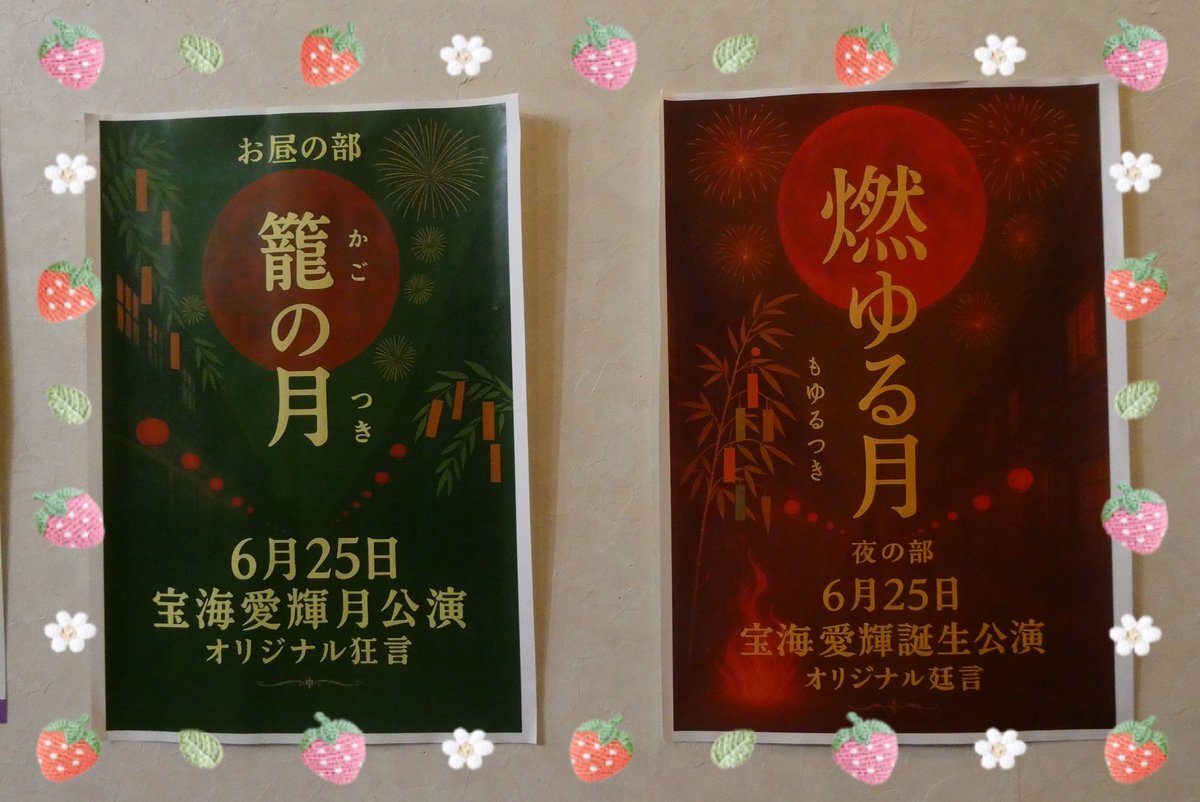 お昼の部
籠の月
かご
つき
6月25日
宝海愛輝月公演
オリジナル狂言
燃ゆる月
もゆるつき
夜の部
6月25日
宝海愛輝誕生公演
オリジナル廷言